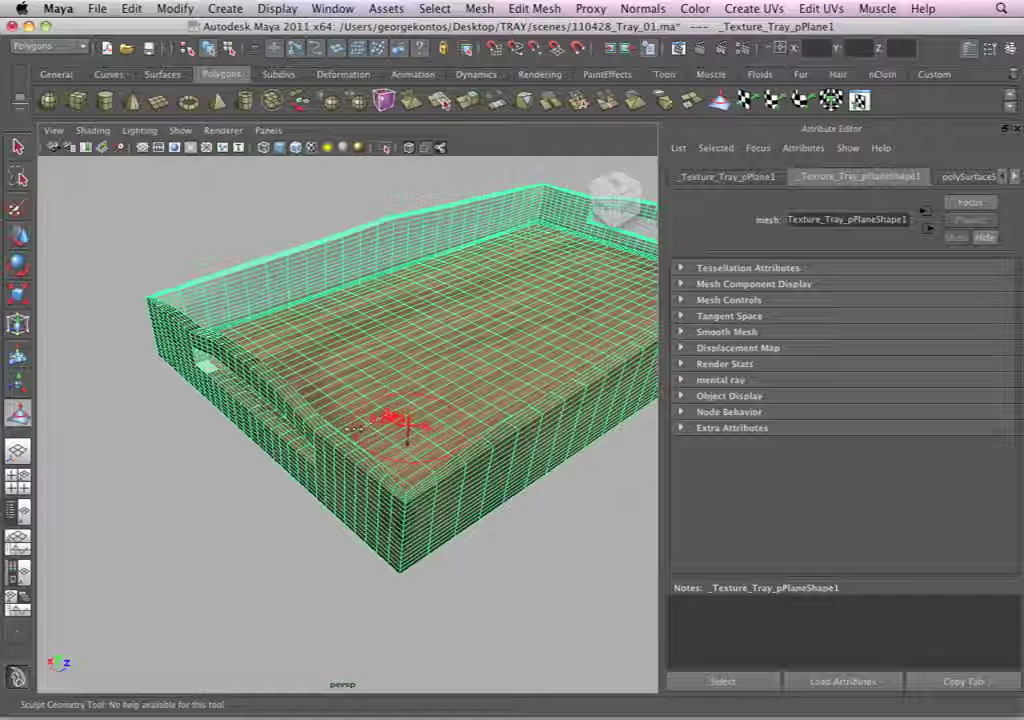 Maya File Edit Modify Create Display Window Assets Select Mesh Edit Mesh Proxy Normals Color Create UVs Edit UVs Muscle Help
Autodesk Maya 2011 x64: /Users/georgekontos/Desktop/TRAY/scenes/110428_Tray_01.ma* --- _Texture_Tray_pPlane1
Polygons X: Y: Z:
General Curves Surfaces Polygons Subdivs Deformation Animation Dynamics Rendering PaintEffects Toon Muscle Fluids Fur Hair nCloth Custom
View Shading Lighting Show Renderer Panels
Attribute Editor
List Selected Focus Attributes Show Help
_Texture_Tray_pPlane1 _Texture_Tray_pPlaneShape1 polySurfaceS
Focus
mesh: Texture_Tray_pPlaneShape1
Presets
Show Hide
Tessellation Attributes
Mesh Component Display
Mesh Controls
Tangent Space
Smooth Mesh
Displacement Map
Render Stats
mental ray
Object Display
Node Behavior
Extra Attributes
Notes: _Texture_Tray_pPlaneShape1
Select Load Attributes Copy Tab
persp
Sculpt Geometry Tool: No help available for this tool